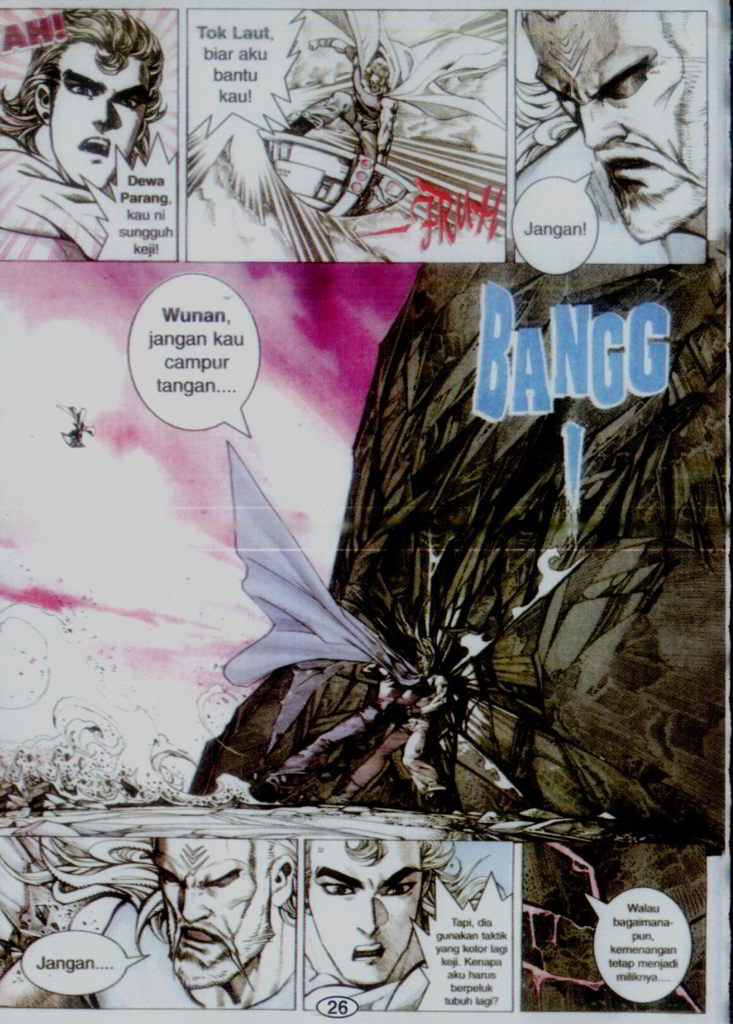 AH!
Dewa
Parang,
kau ni
sungguh
keji!
Tok Laut,
biar aku
bantu
kau!
FRUUH
Jangan!
Wunan,
jangan kau
campur
tangan....
BANGG
!
Jangan....
Tapi, dia
gunakan taktik
yang kotor lagi
keji. Kenapa
aku harus
berpeluk
tubuh lagi?
Walau
bagaimana-
pun,
kemenangan
tetap menjadi
miliknya....
26